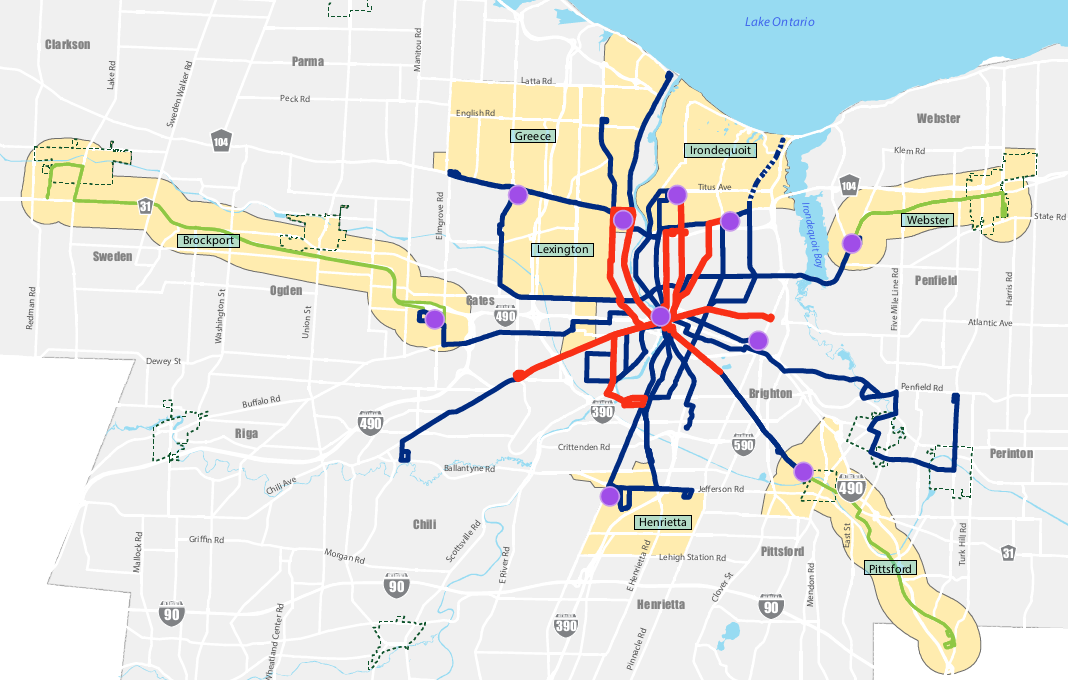 Lake Ontario
Clarkson
Lake Rd
Sweden Walker Rd
Parma
Manitou Rd
Peck Rd
Latta Rd
English Rd
Greece
Irondequoit
Webster
Klem Rd
104
104
31
Titus Ave
Elmgrove Rd
Irondequoit Bay
Webster
State Rd
Brockport
Lexington
Sweden
Ogden
Gates
490
Penfield
Five Mile Line Rd
Harris Rd
Atlantic Ave
Redman Rd
Washington St
Union St
Dewey St
Buffalo Rd
490
390
Brighton
Penfield Rd
Riga
Crittenden Rd
590
Perinton
Ballantyne Rd
Chili Ave
490
Jefferson Rd
Chili
Scottsville Rd
Henrietta
East St
Turk Hill Rd
31
Mallock Rd
Griffin Rd
Morgan Rd
E River Rd
E Henrietta Rd
Lehigh Station Rd
Pittsford
Pittsford
Clover St
Mendon Rd
90
90
90
Henrietta
390
Wheatland Center Rd
Pinnacle Rd